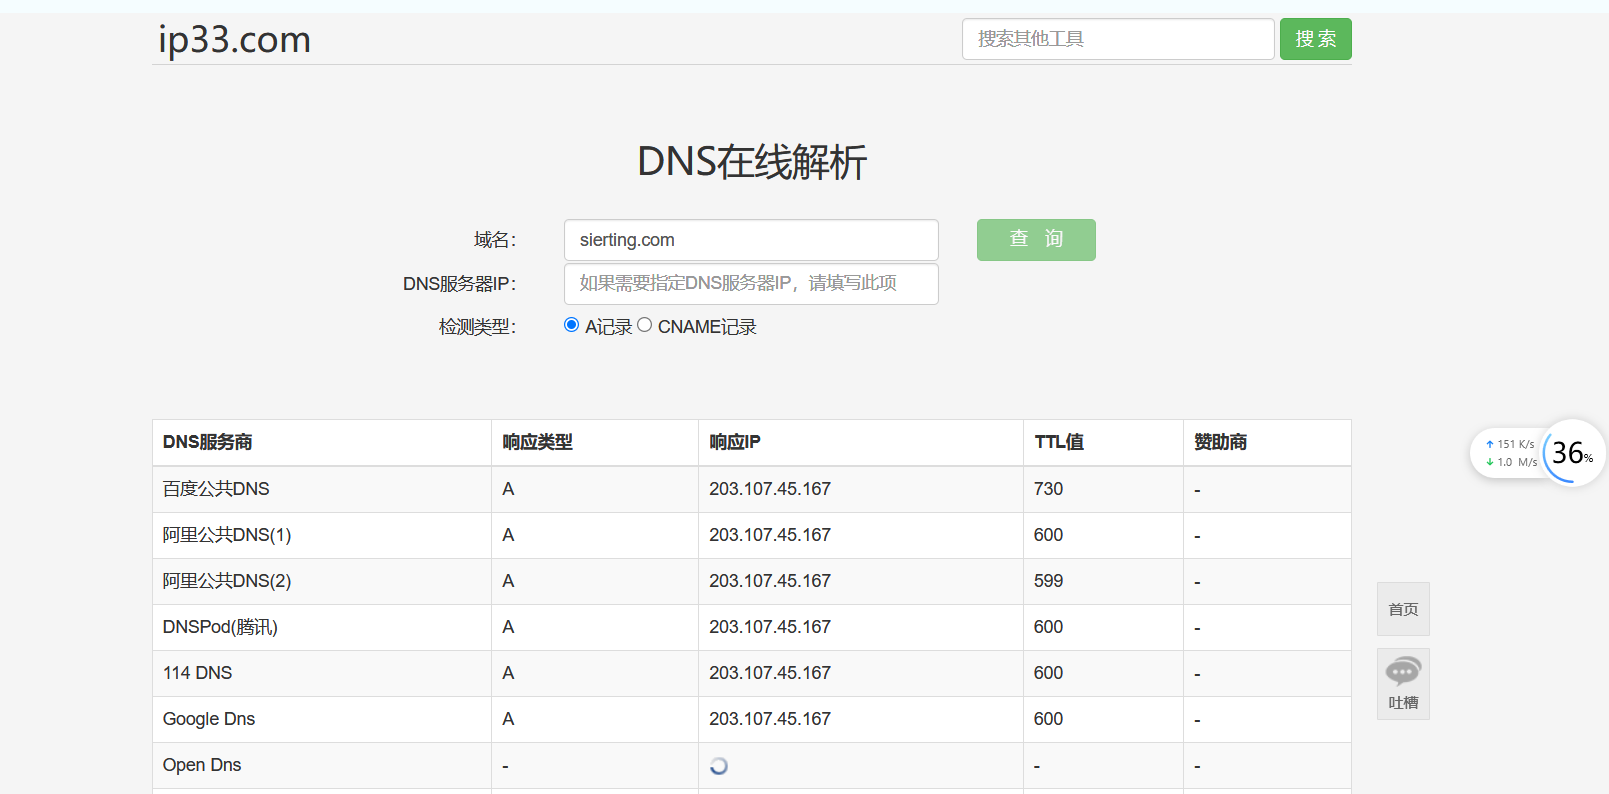 ip33.com
搜索其他工具
搜 索
DNS在线解析
域名：
sierting.com
查 询
DNS服务器IP：
如果需要指定DNS服务器IP，请填写此项
检测类型：
A记录 CNAME记录
DNS服务商 响应类型 响应IP TTL值 赞助商
百度公共DNS A 203.107.45.167 730 -
阿里公共DNS(1) A 203.107.45.167 600 -
阿里公共DNS(2) A 203.107.45.167 599 -
DNSPod(腾讯) A 203.107.45.167 600 -
114 DNS A 203.107.45.167 600 -
Google Dns A 203.107.45.167 600 -
Open Dns - - -
151 K/s
1.0 M/s
36%
首页
吐槽